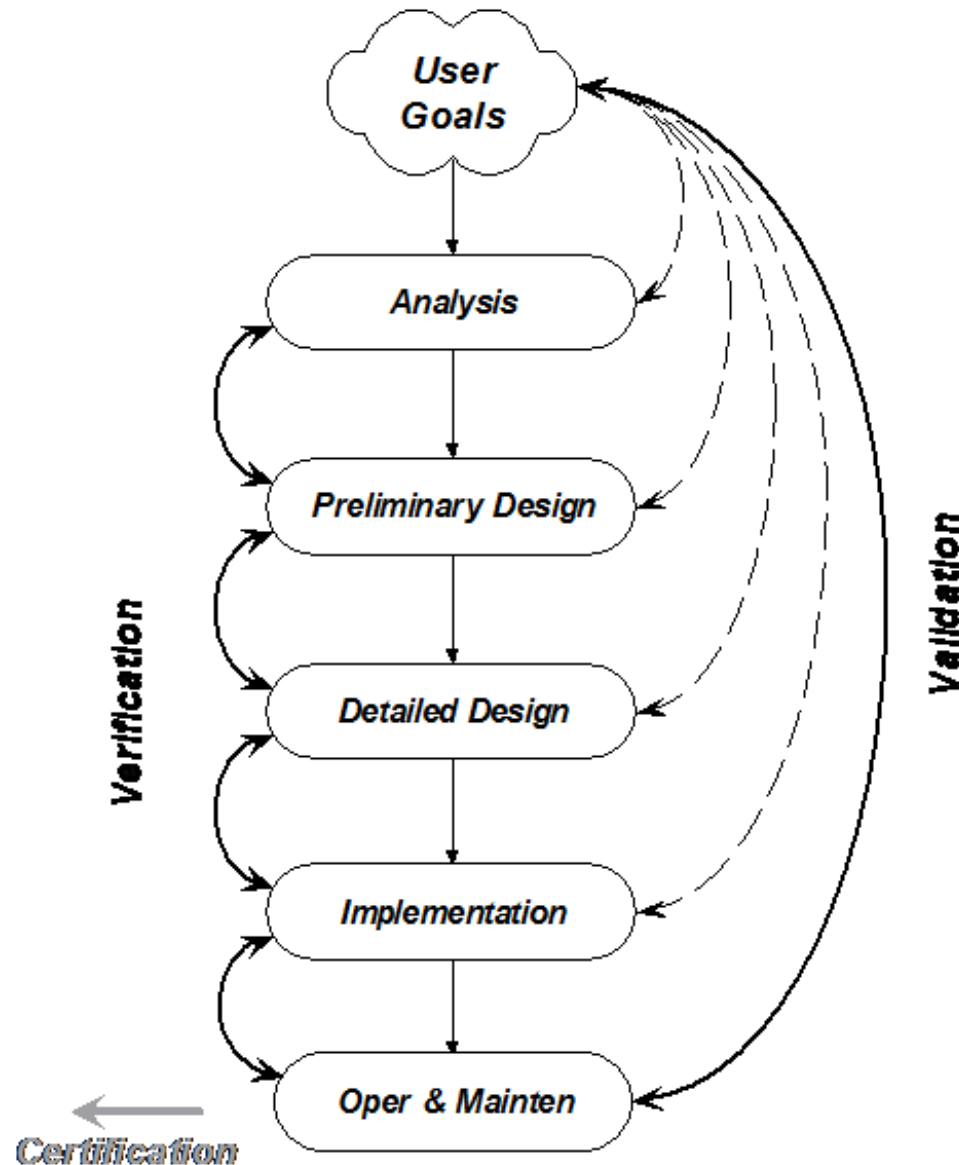 User
Goals
Analysis
Preliminary Design
Detailed Design
Implementation
Oper & Mainten
Verification
Validation
Certification